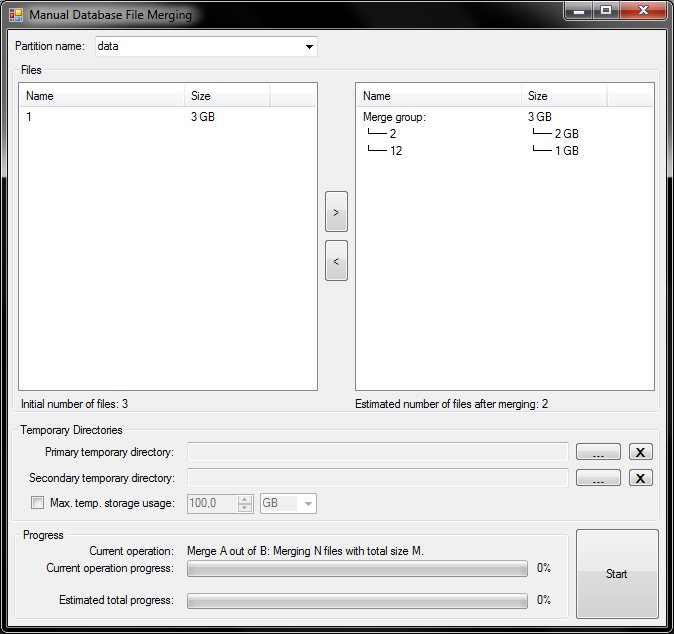 Manual Database File Merging
Partition name: data
Files
Name Size
1 3 GB
>
<
Name Size
Merge group: 3 GB
2 2 GB
12 1 GB
Initial number of files: 3
Estimated number of files after merging: 2
Temporary Directories
Primary temporary directory: ... X
Secondary temporary directory: ... X
Max. temp. storage usage: 100,0 GB
Progress
Current operation: Merge A out of B: Merging N files with total size M.
Current operation progress: 0%
Estimated total progress: 0%
Start